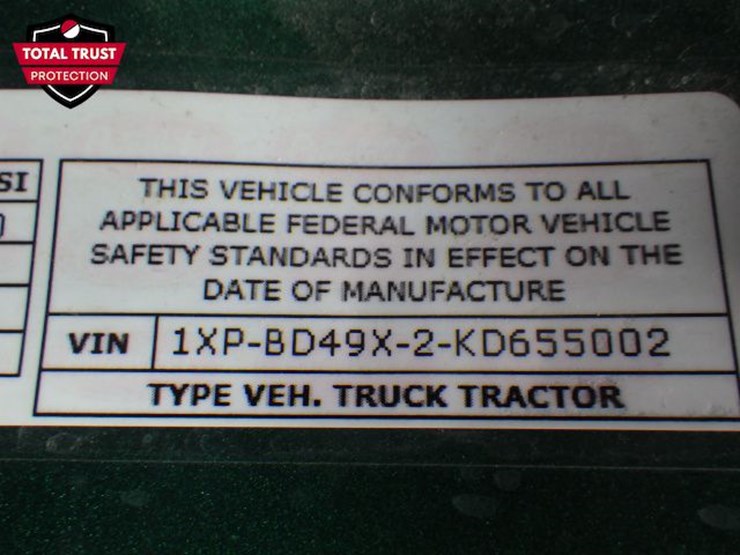 TOTAL TRUST
PROTECTION
SI
THIS VEHICLE CONFORMS TO ALL
APPLICABLE FEDERAL MOTOR VEHICLE
SAFETY STANDARDS IN EFFECT ON THE
DATE OF MANUFACTURE
VIN 1XP-BD49X-2-KD655002
TYPE VEH. TRUCK TRACTOR